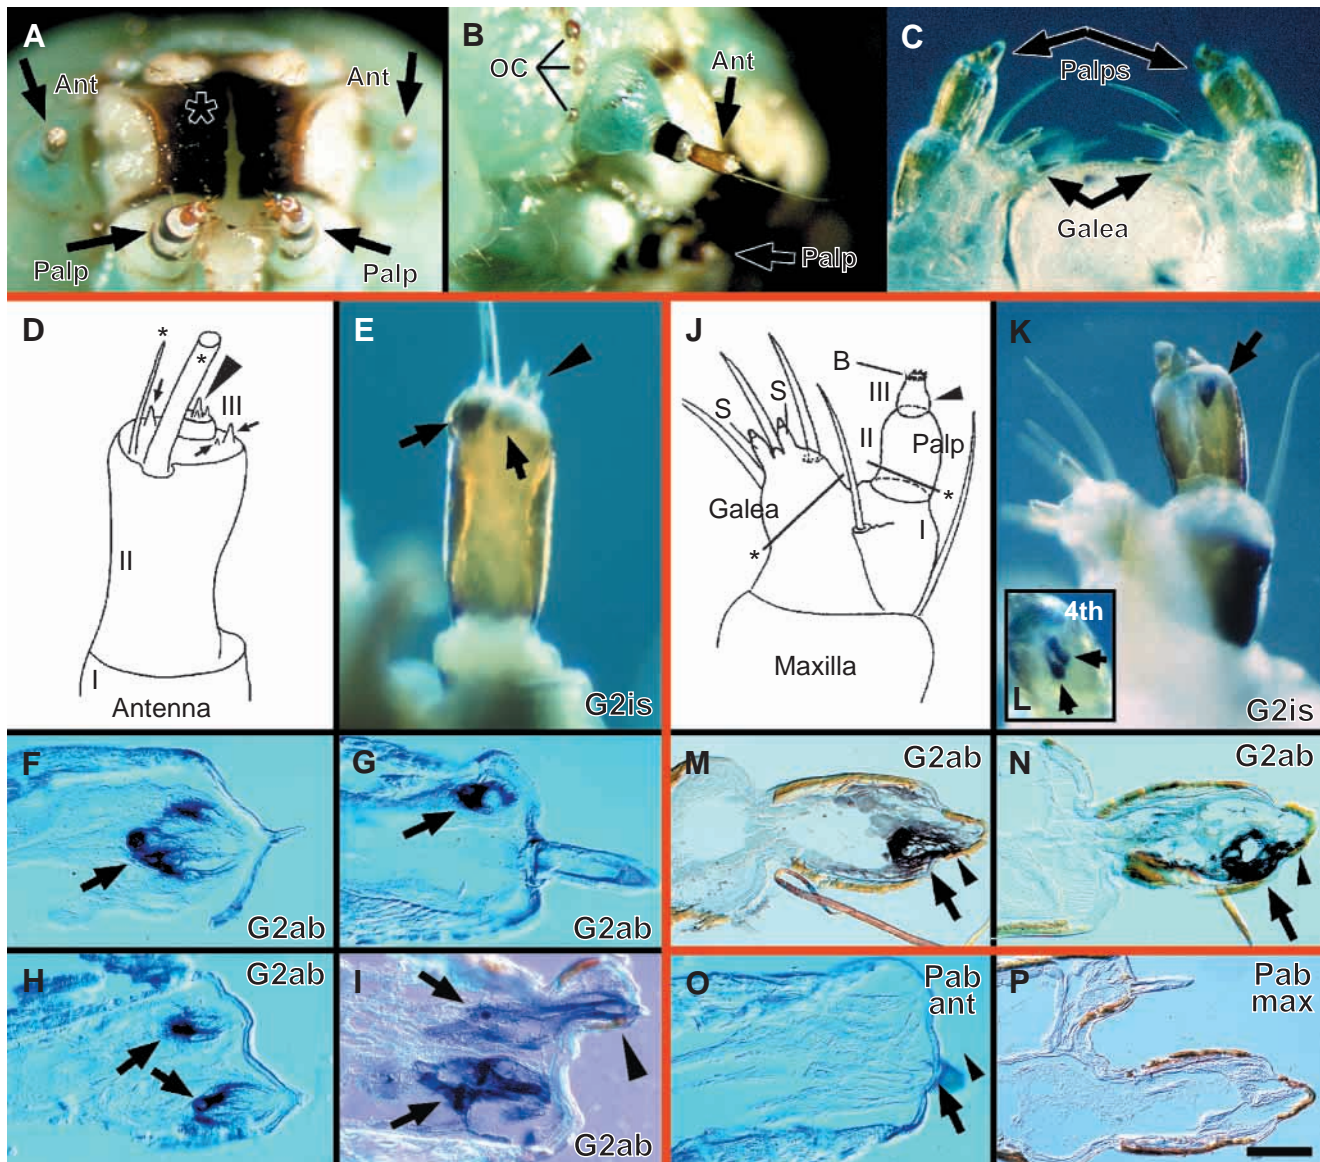 A
Ant
Ant
*
Palp
Palp
B
OC
Ant
Palp
C
Palps
Galea
D
*
*
III
II
I
Antenna
E
G2is
J
B
S
S
III
II
Palp
Galea
*
*
I
Maxilla
K
4th
L
G2is
F
G2ab
G
G2ab
M
G2ab
N
G2ab
H
G2ab
I
G2ab
O
Pab
ant
P
Pab
max